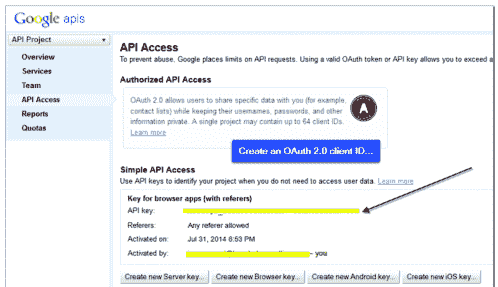 Google apis
API Project
Overview
Services
Team
API Access
Reports
Quotas
API Access
To prevent abuse, Google places limits on API requests. Using a valid OAuth token or API key allows you to exceed a
Authorized API Access
OAuth 2.0 allows users to share specific data with you (for example,
contact lists) while keeping their usernames, passwords, and other
information private. A single project may contain up to 64 client IDs.
Learn more
A
Create an OAuth 2.0 client ID...
Simple API Access
Use API keys to identify your project when you do not need to access user data. Learn more
Key for browser apps (with referers)
API key:
Referers: Any referer allowed
Activated on: Jul 31, 2014 6:53 PM
Activated by: – you
Create new Server key... Create new Browser key... Create new Android key... Create new iOS key...